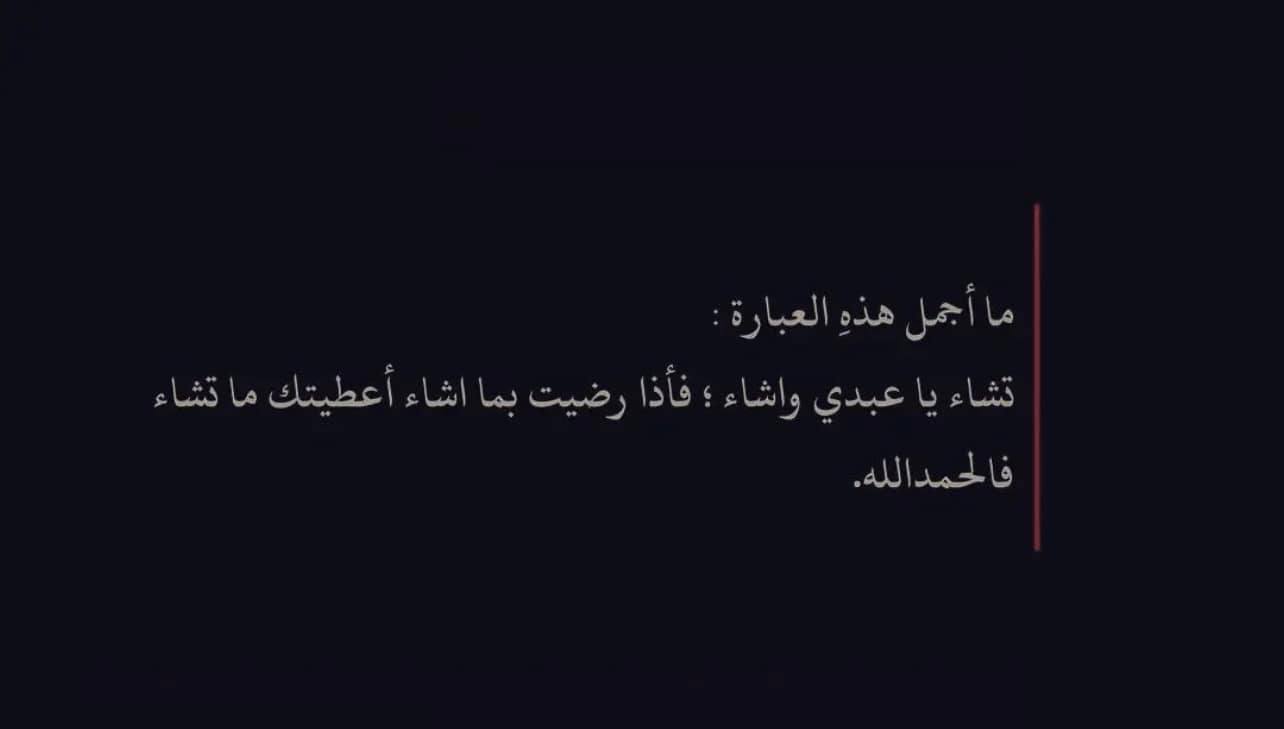 ما أجمل هذهِ العبارة :
تشاء يا عبدي واشاء ؛ فأذا رضيت بما اشاء أعطيتك ما تشاء
فالحمدالله.